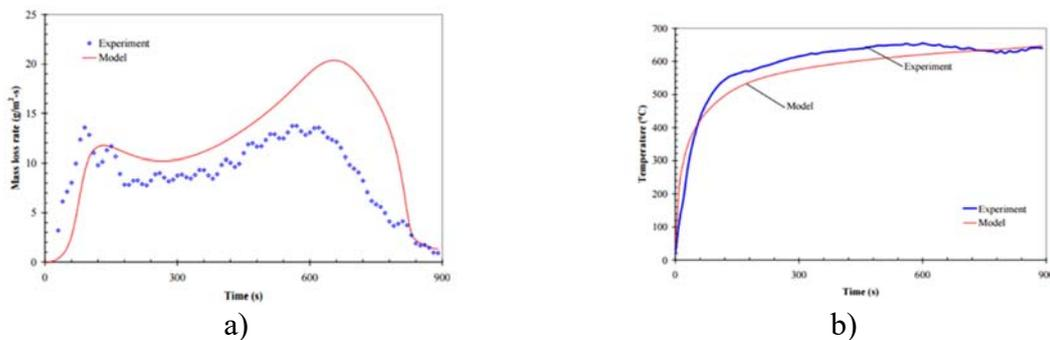 25
20
15
10
5
0
Mass loss rate (g/m²-s)
Experiment
Model
0 300 600 900
Time (s)
a)
700
600
500
400
300
200
100
0
Temperature (°C)
Experiment
Model
Experiment
Model
0 300 600 900
Time (s)
b)